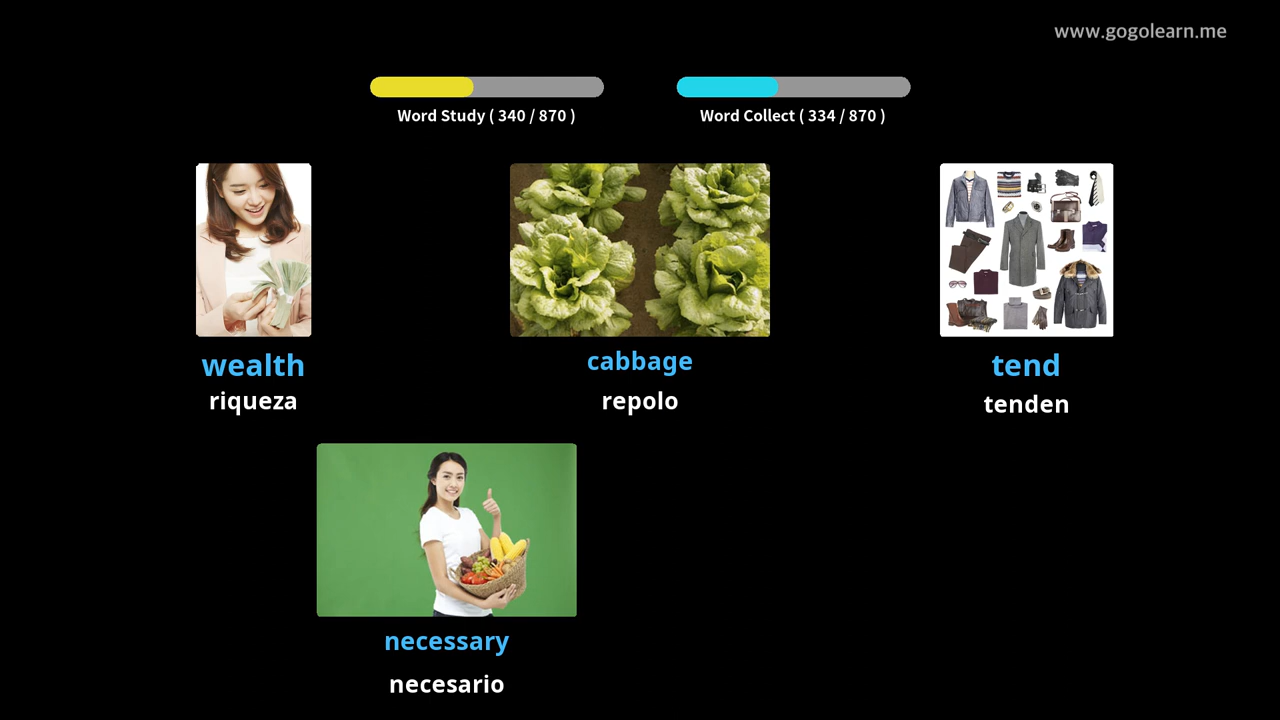 www.gogolearn.me
Word Study ( 340 / 870 )
Word Collect ( 334 / 870 )
wealth
riqueza
cabbage
repolo
tend
tenden
necessary
necesario